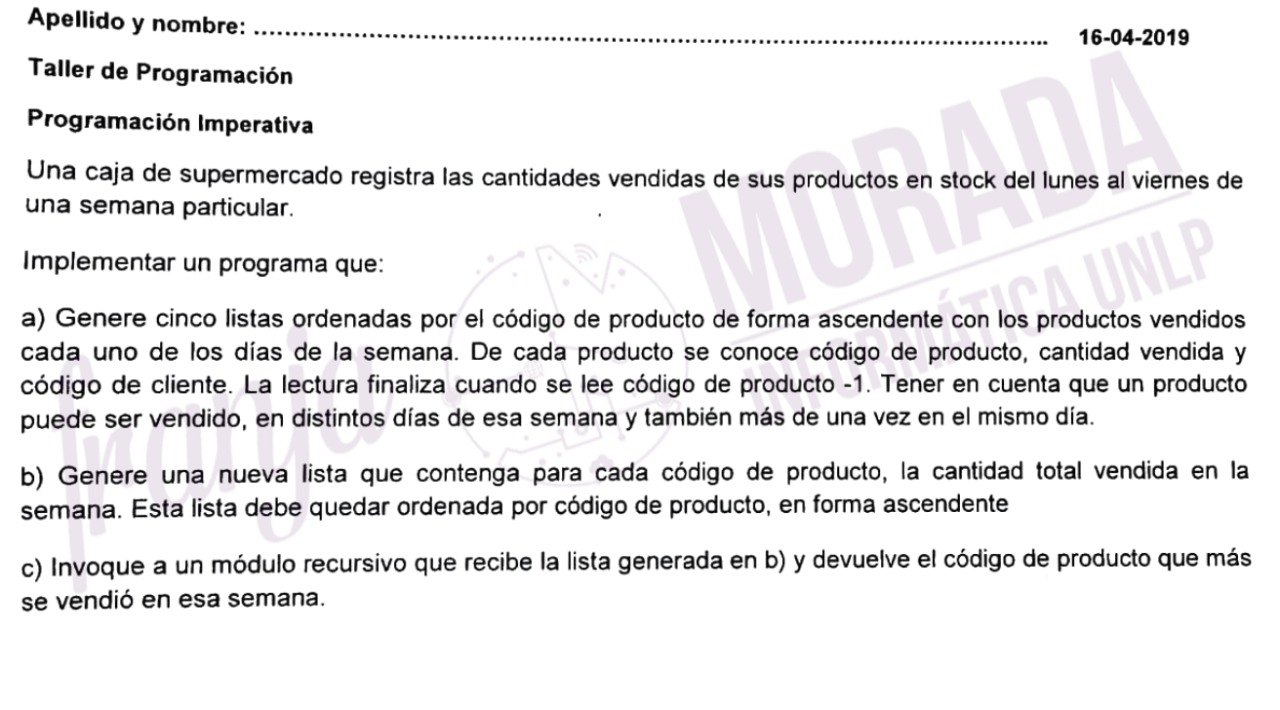 Apellido y nombre: ............................................................................................................... 16-04-2019
Taller de Programación
Programación Imperativa
Una caja de supermercado registra las cantidades vendidas de sus productos en stock del lunes al viernes de
una semana particular.
Implementar un programa que:
a) Genere cinco listas ordenadas por el código de producto de forma ascendente con los productos vendidos
cada uno de los días de la semana. De cada producto se conoce código de producto, cantidad vendida y
código de cliente. La lectura finaliza cuando se lee código de producto -1. Tener en cuenta que un producto
puede ser vendido, en distintos días de esa semana y también más de una vez en el mismo día.
b) Genere una nueva lista que contenga para cada código de producto, la cantidad total vendida en la
semana. Esta lista debe quedar ordenada por código de producto, en forma ascendente
c) Invoque a un módulo recursivo que recibe la lista generada en b) y devuelve el código de producto que más
se vendió en esa semana.
franja
MORADA
INFORMÁTICA UNLP